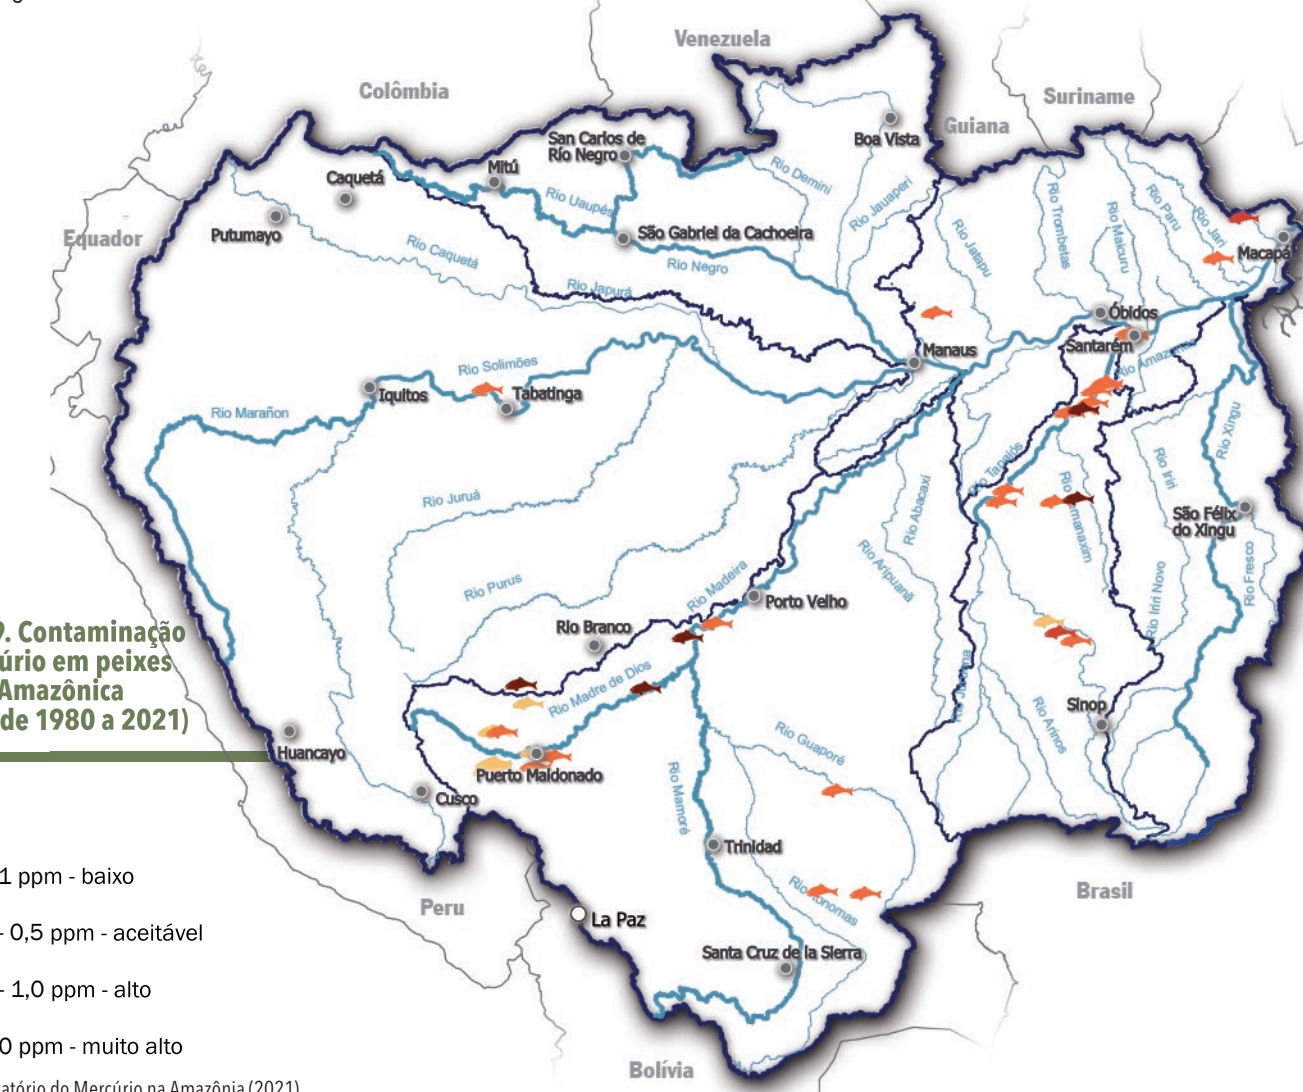 Venezuela
Colômbia
Suriname
Guiana
Equador
Boa Vista
San Carlos de
Río Negro
Mitú
Caquetá
Putumayo
São Gabriel da Cachoeira
Rio Uaupés
Rio Demini
Rio Jauaperi
Rio Jatapu
Rio Trombetas
Rio Maicuru
Rio Paru
Rio Jari
Macapá
Rio Caquetá
Rio Negro
Rio Japurá
Óbidos
Santarém
Manaus
Rio Amazonas
Rio Solimões
Iquitos
Tabatinga
Rio Marañon
Rio Xingu
Rio Juruá
Rio Abacaxi
Rio Iriri
São Félix
do Xingu
Rio Purus
Rio Madeira
Rio Aripuanã
Rio Iriri Novo
Rio Fresco
Porto Velho
Rio Branco
9. Contaminação
úrio em peixes
Amazônica
de 1980 a 2021)
Rio Madre de Dios
Sinop
Rio Arinos
Huancayo
Puerto Maldonado
Rio Guaporé
Cusco
Rio Mamoré
Trinidad
1 ppm - baixo
- 0,5 ppm - aceitável
- 1,0 ppm - alto
0 ppm - muito alto
Peru
La Paz
Brasil
Santa Cruz de la Sierra
Bolívia
atório do Mercúrio na Amazônia (2021)